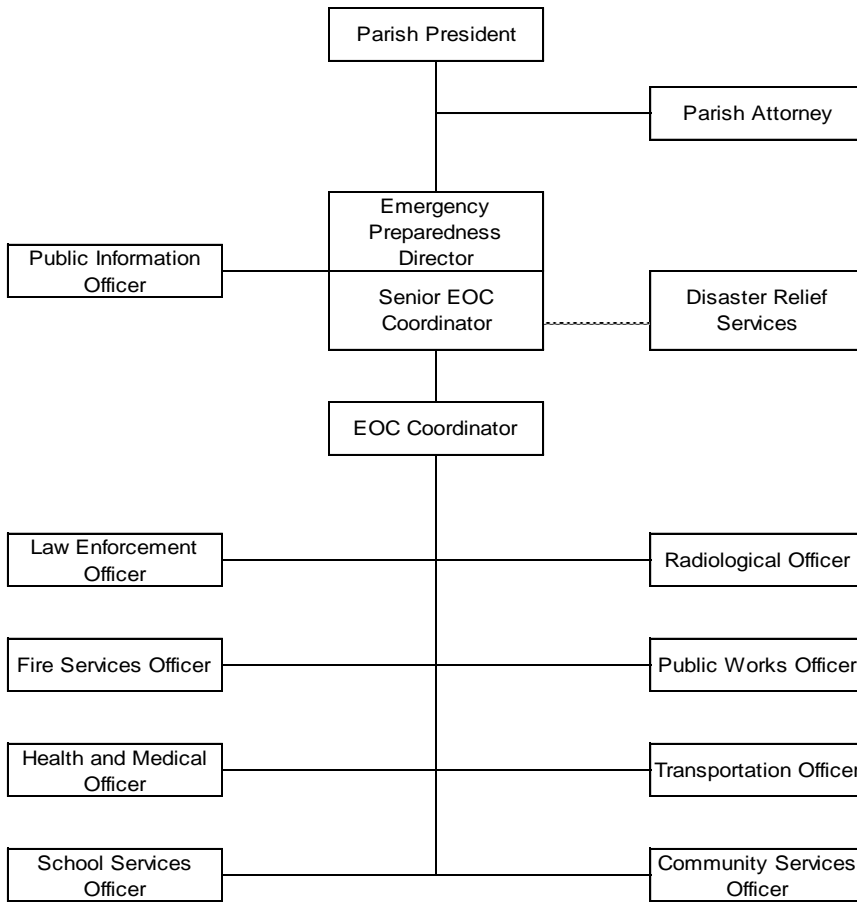 Parish President
Parish Attorney
Emergency
Preparedness
Director
Public Information
Officer
Senior EOC
Coordinator
Disaster Relief
Services
EOC Coordinator
Law Enforcement
Officer
Radiological Officer
Fire Services Officer
Public Works Officer
Health and Medical
Officer
Transportation Officer
School Services
Officer
Community Services
Officer